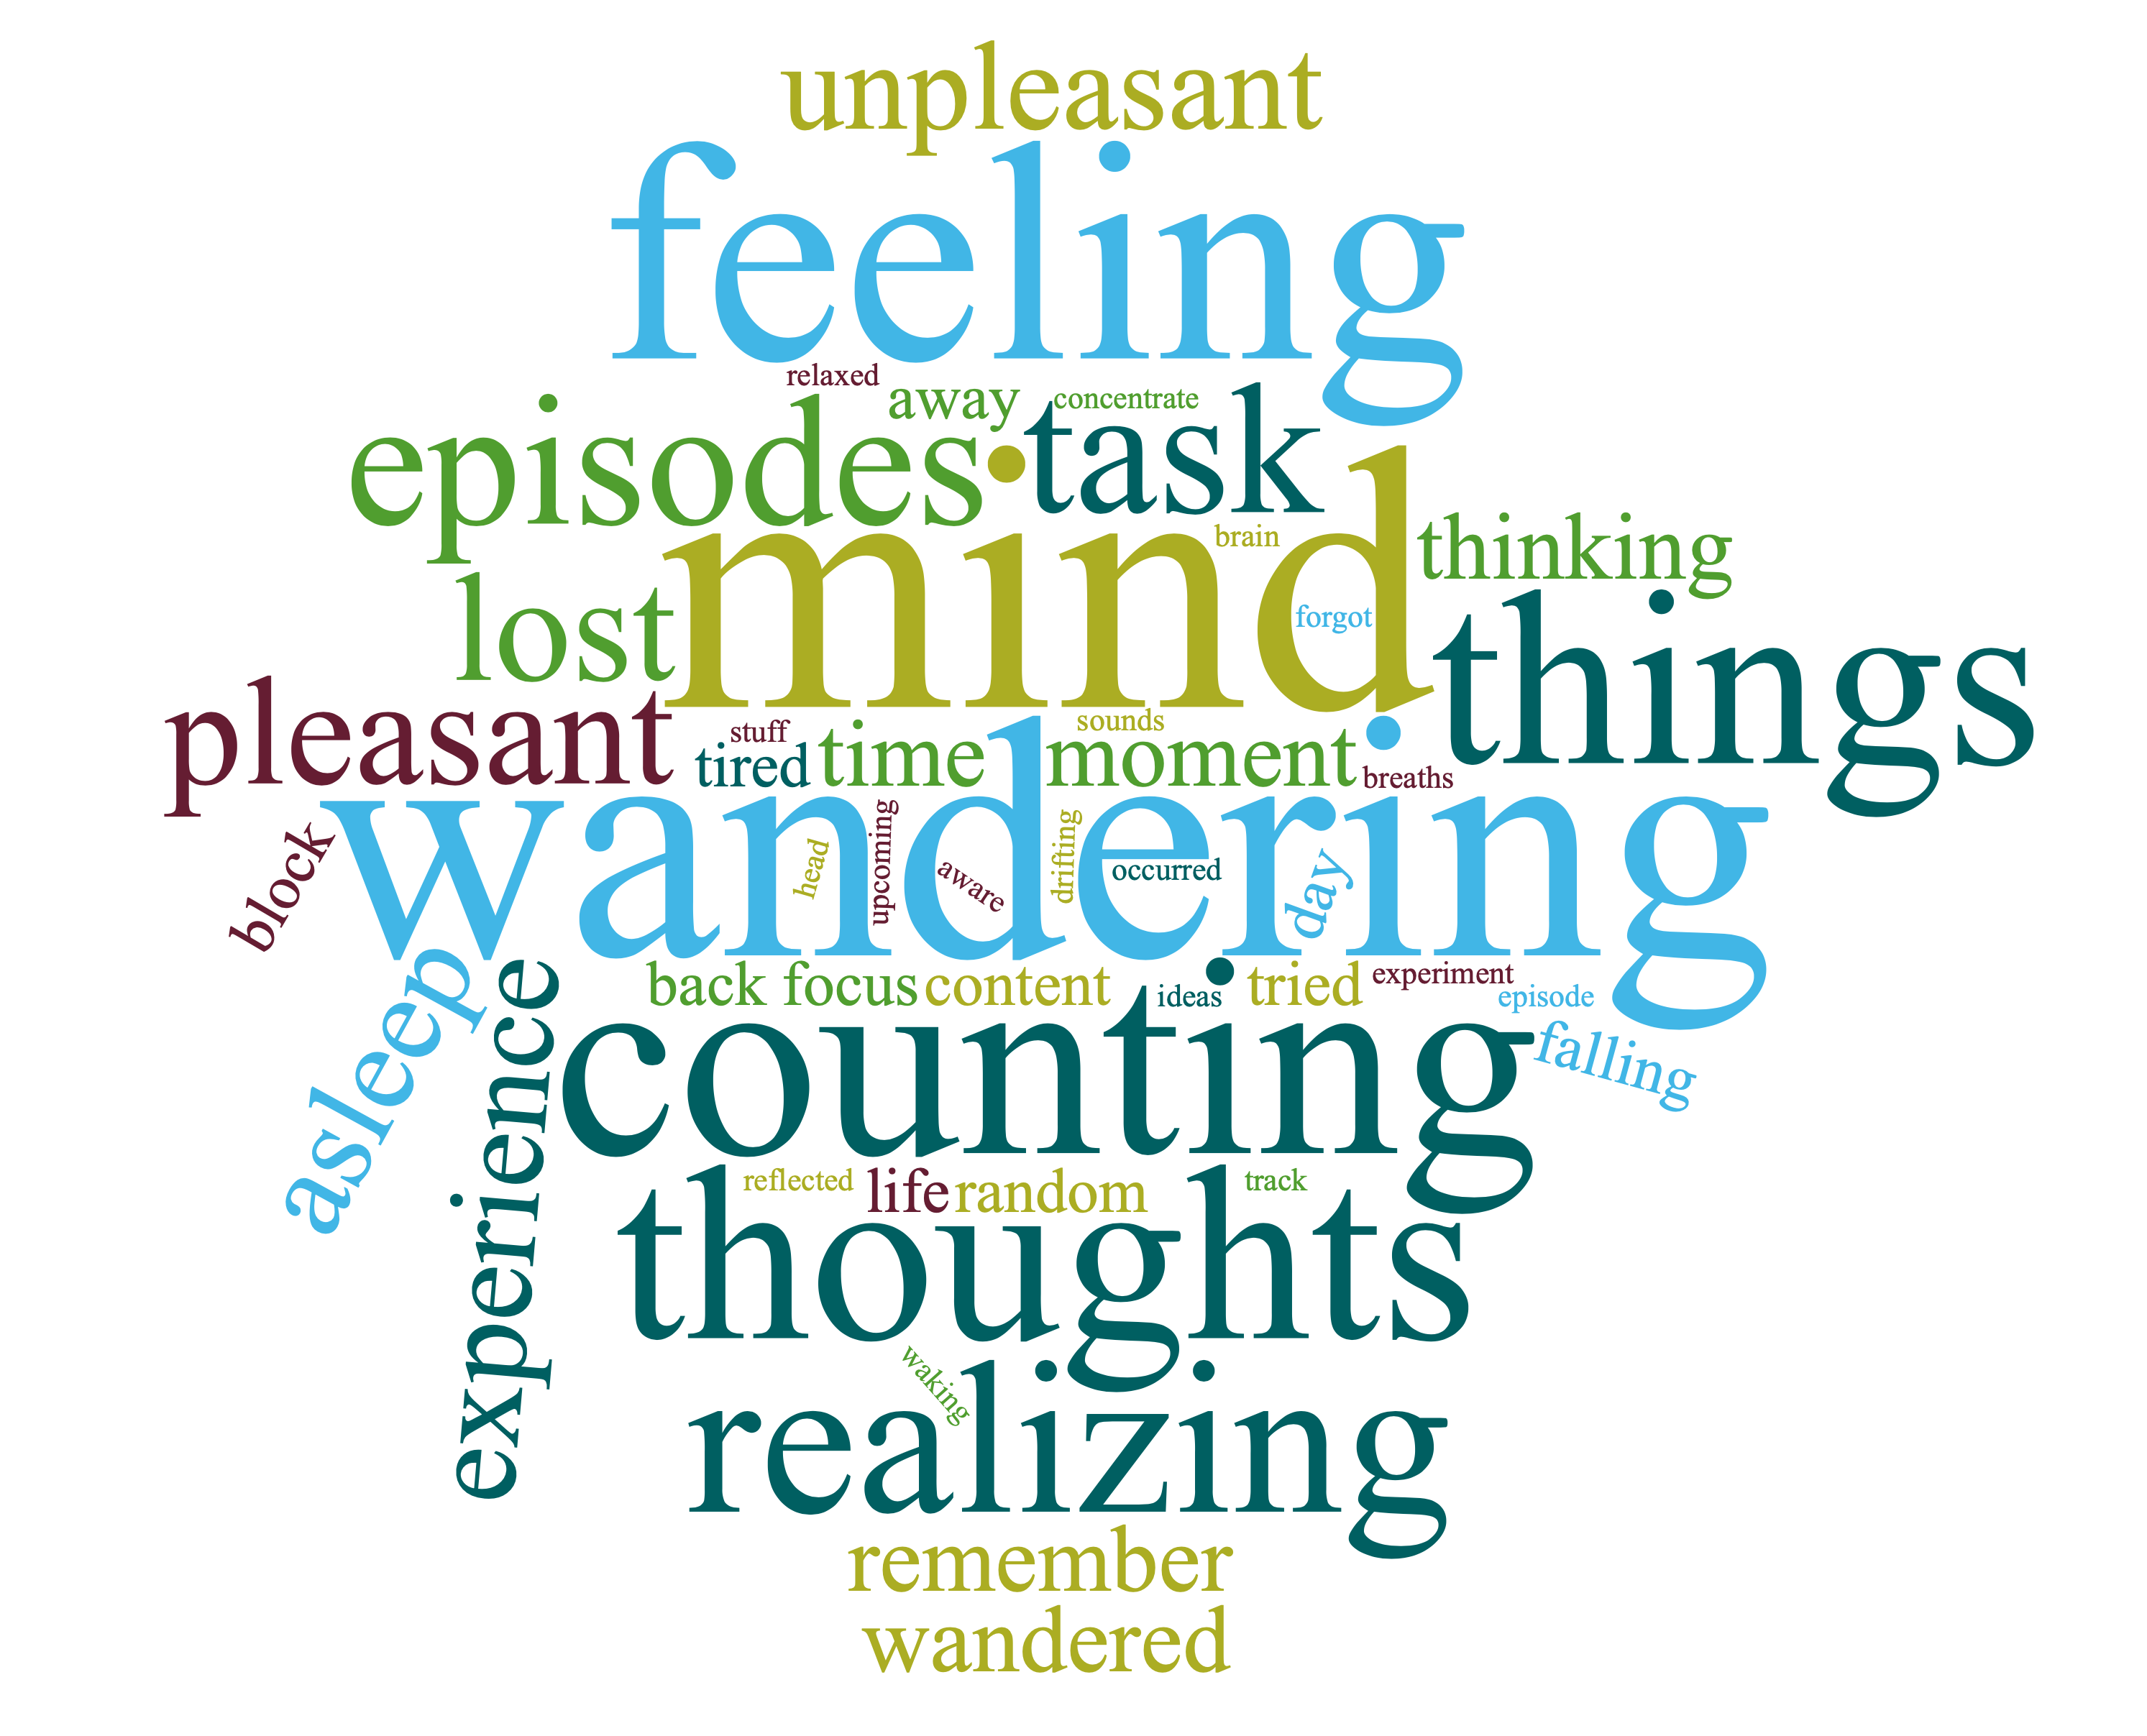 unpleasant
feeling
relaxed
away
concentrate
episodes
task
mind
brain
thinking
forgot
lost
things
pleasant
stuff
tired
time
sounds
moment
breaths
wandering
block
head
upcoming
aware
drifting
occurred
day
asleep
experience
back
focus
content
ideas
tried
experiment
episode
counting
falling
reflected
life
random
track
thoughts
waking
realizing
remember
wandered